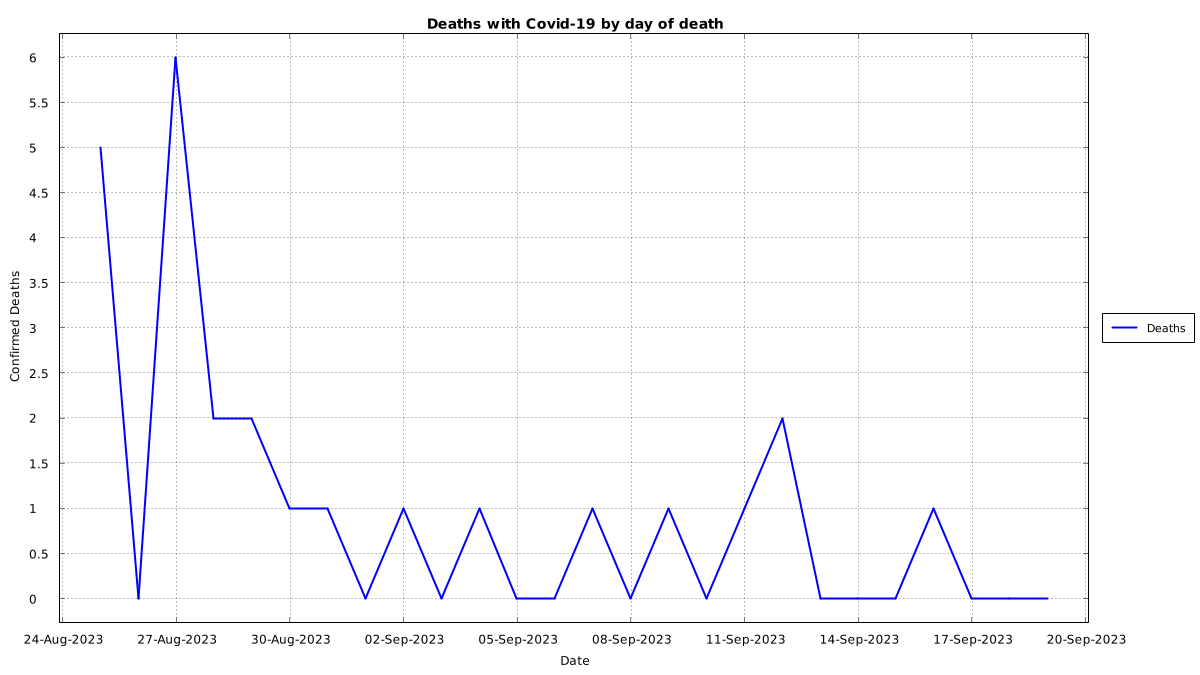 Deaths with Covid-19 by day of death
6
5.5
5
4.5
4
3.5
3
2.5
2
1.5
1
0.5
0
Confirmed Deaths
24-Aug-2023 27-Aug-2023 30-Aug-2023 02-Sep-2023 05-Sep-2023 08-Sep-2023 11-Sep-2023 14-Sep-2023 17-Sep-2023 20-Sep-2023
Date
Deaths